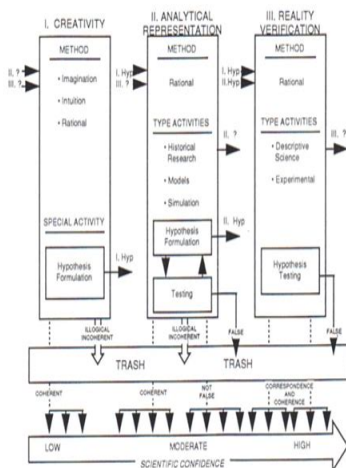 I. CREATIVITY
METHOD
• Imagination
• Intuition
• Rational
SPECIAL ACTIVITY
Hypothesis
Formulation
II. ?
III. ?
I. Hyp
ILLOGICAL
INCOHERENT
II. ANALYTICAL
REPRESENTATION
METHOD
Rational
TYPE ACTIVITIES
• Historical
Research
• Models
• Simulation
Hypothesis
Formulation
Testing
I. Hyp
III. ?
II. ?
II. Hyp
ILLOGICAL
INCOHERENT
FALSE
III. REALITY
VERIFICATION
METHOD
Rational
TYPE ACTIVITIES
• Descriptive
Science
• Experimental
Hypothesis
Testing
I. Hyp
II.Hyp
III. ?
FALSE
TRASH TRASH
COHERENT
COHERENT
NOT
FALSE
CORRESPONDENCE
AND
COHERENCE
LOW MODERATE HIGH
SCIENTIFIC CONFIDENCE